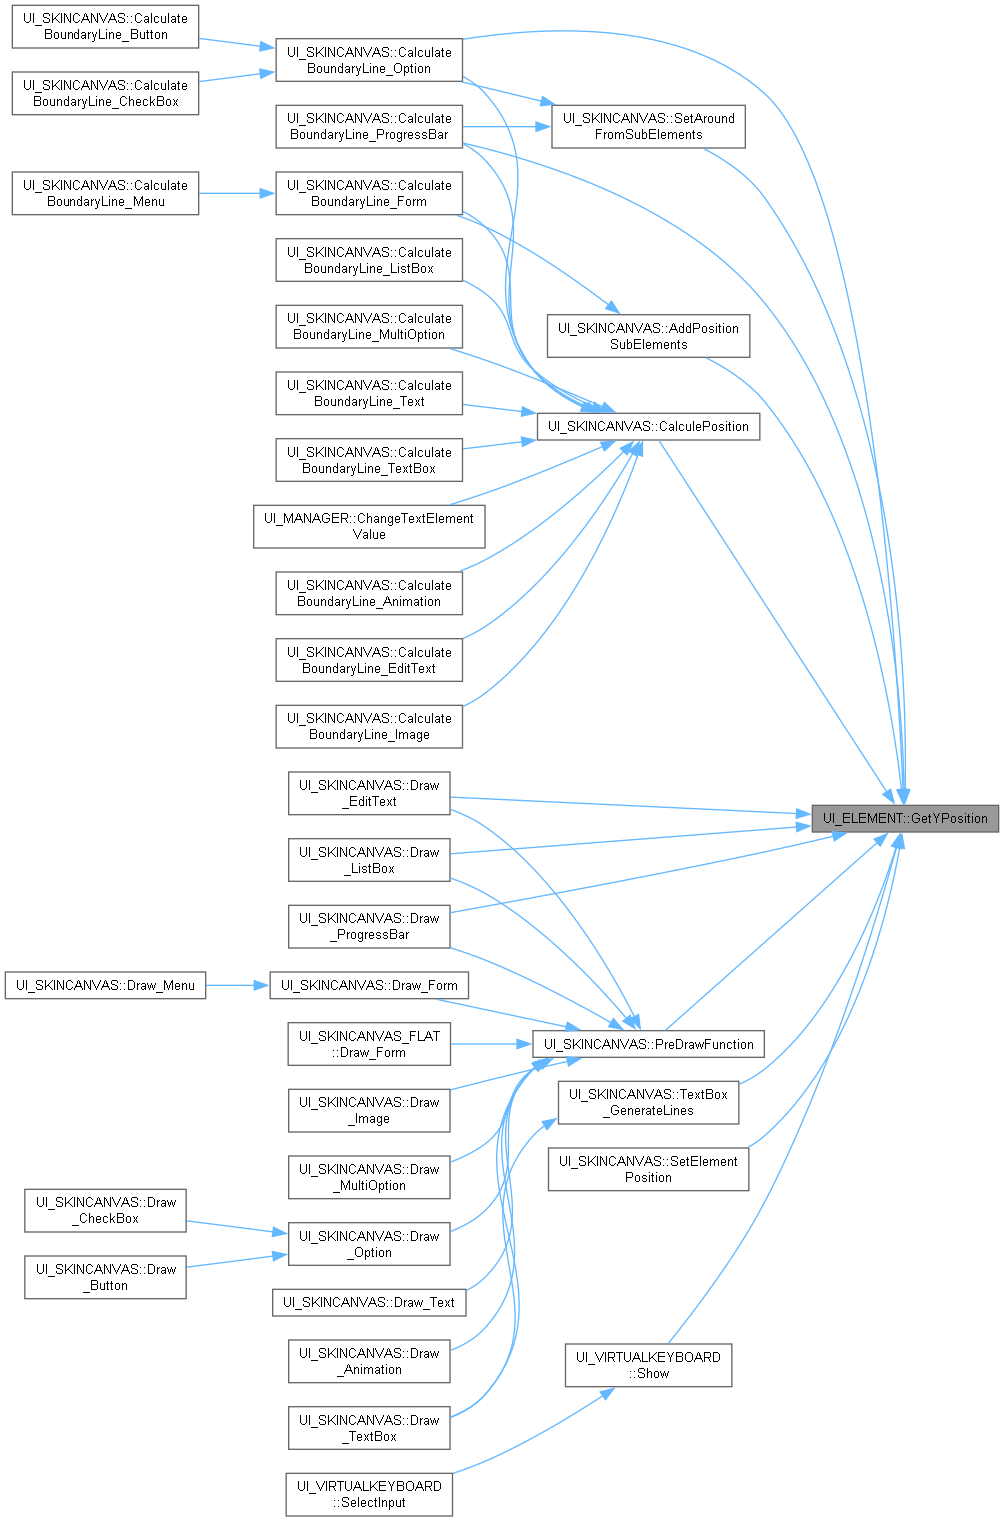 UI_SKINCANVAS::Calculate
BoundaryLine_Button
UI_SKINCANVAS::Calculate
BoundaryLine_CheckBox
UI_SKINCANVAS::Calculate
BoundaryLine_Menu
UI_SKINCANVAS::Calculate
BoundaryLine_Option
UI_SKINCANVAS::Calculate
BoundaryLine_ProgressBar
UI_SKINCANVAS::Calculate
BoundaryLine_Form
UI_SKINCANVAS::Calculate
BoundaryLine_ListBox
UI_SKINCANVAS::Calculate
BoundaryLine_MultiOption
UI_SKINCANVAS::Calculate
BoundaryLine_Text
UI_SKINCANVAS::Calculate
BoundaryLine_TextBox
UI_MANAGER::ChangeTextElement
Value
UI_SKINCANVAS::Calculate
BoundaryLine_Animation
UI_SKINCANVAS::Calculate
BoundaryLine_EditText
UI_SKINCANVAS::Calculate
BoundaryLine_Image
UI_SKINCANVAS::SetAround
FromSubElements
UI_SKINCANVAS::AddPosition
SubElements
UI_SKINCANVAS::CalculePosition
UI_ELEMENT::GetYPosition
UI_SKINCANVAS::Draw
_EditText
UI_SKINCANVAS::Draw
_ListBox
UI_SKINCANVAS::Draw
_ProgressBar
UI_SKINCANVAS::Draw_Menu
UI_SKINCANVAS::Draw_Form
UI_SKINCANVAS_FLAT
::Draw_Form
UI_SKINCANVAS::Draw
_Image
UI_SKINCANVAS::Draw
_MultiOption
UI_SKINCANVAS::Draw
_CheckBox
UI_SKINCANVAS::Draw
_Button
UI_SKINCANVAS::Draw
_Option
UI_SKINCANVAS::Draw_Text
UI_SKINCANVAS::Draw
_Animation
UI_SKINCANVAS::Draw
_TextBox
UI_VIRTUALKEYBOARD
::SelectInput
UI_SKINCANVAS::PreDrawFunction
UI_SKINCANVAS::TextBox
_GenerateLines
UI_SKINCANVAS::SetElement
Position
UI_VIRTUALKEYBOARD
::Show